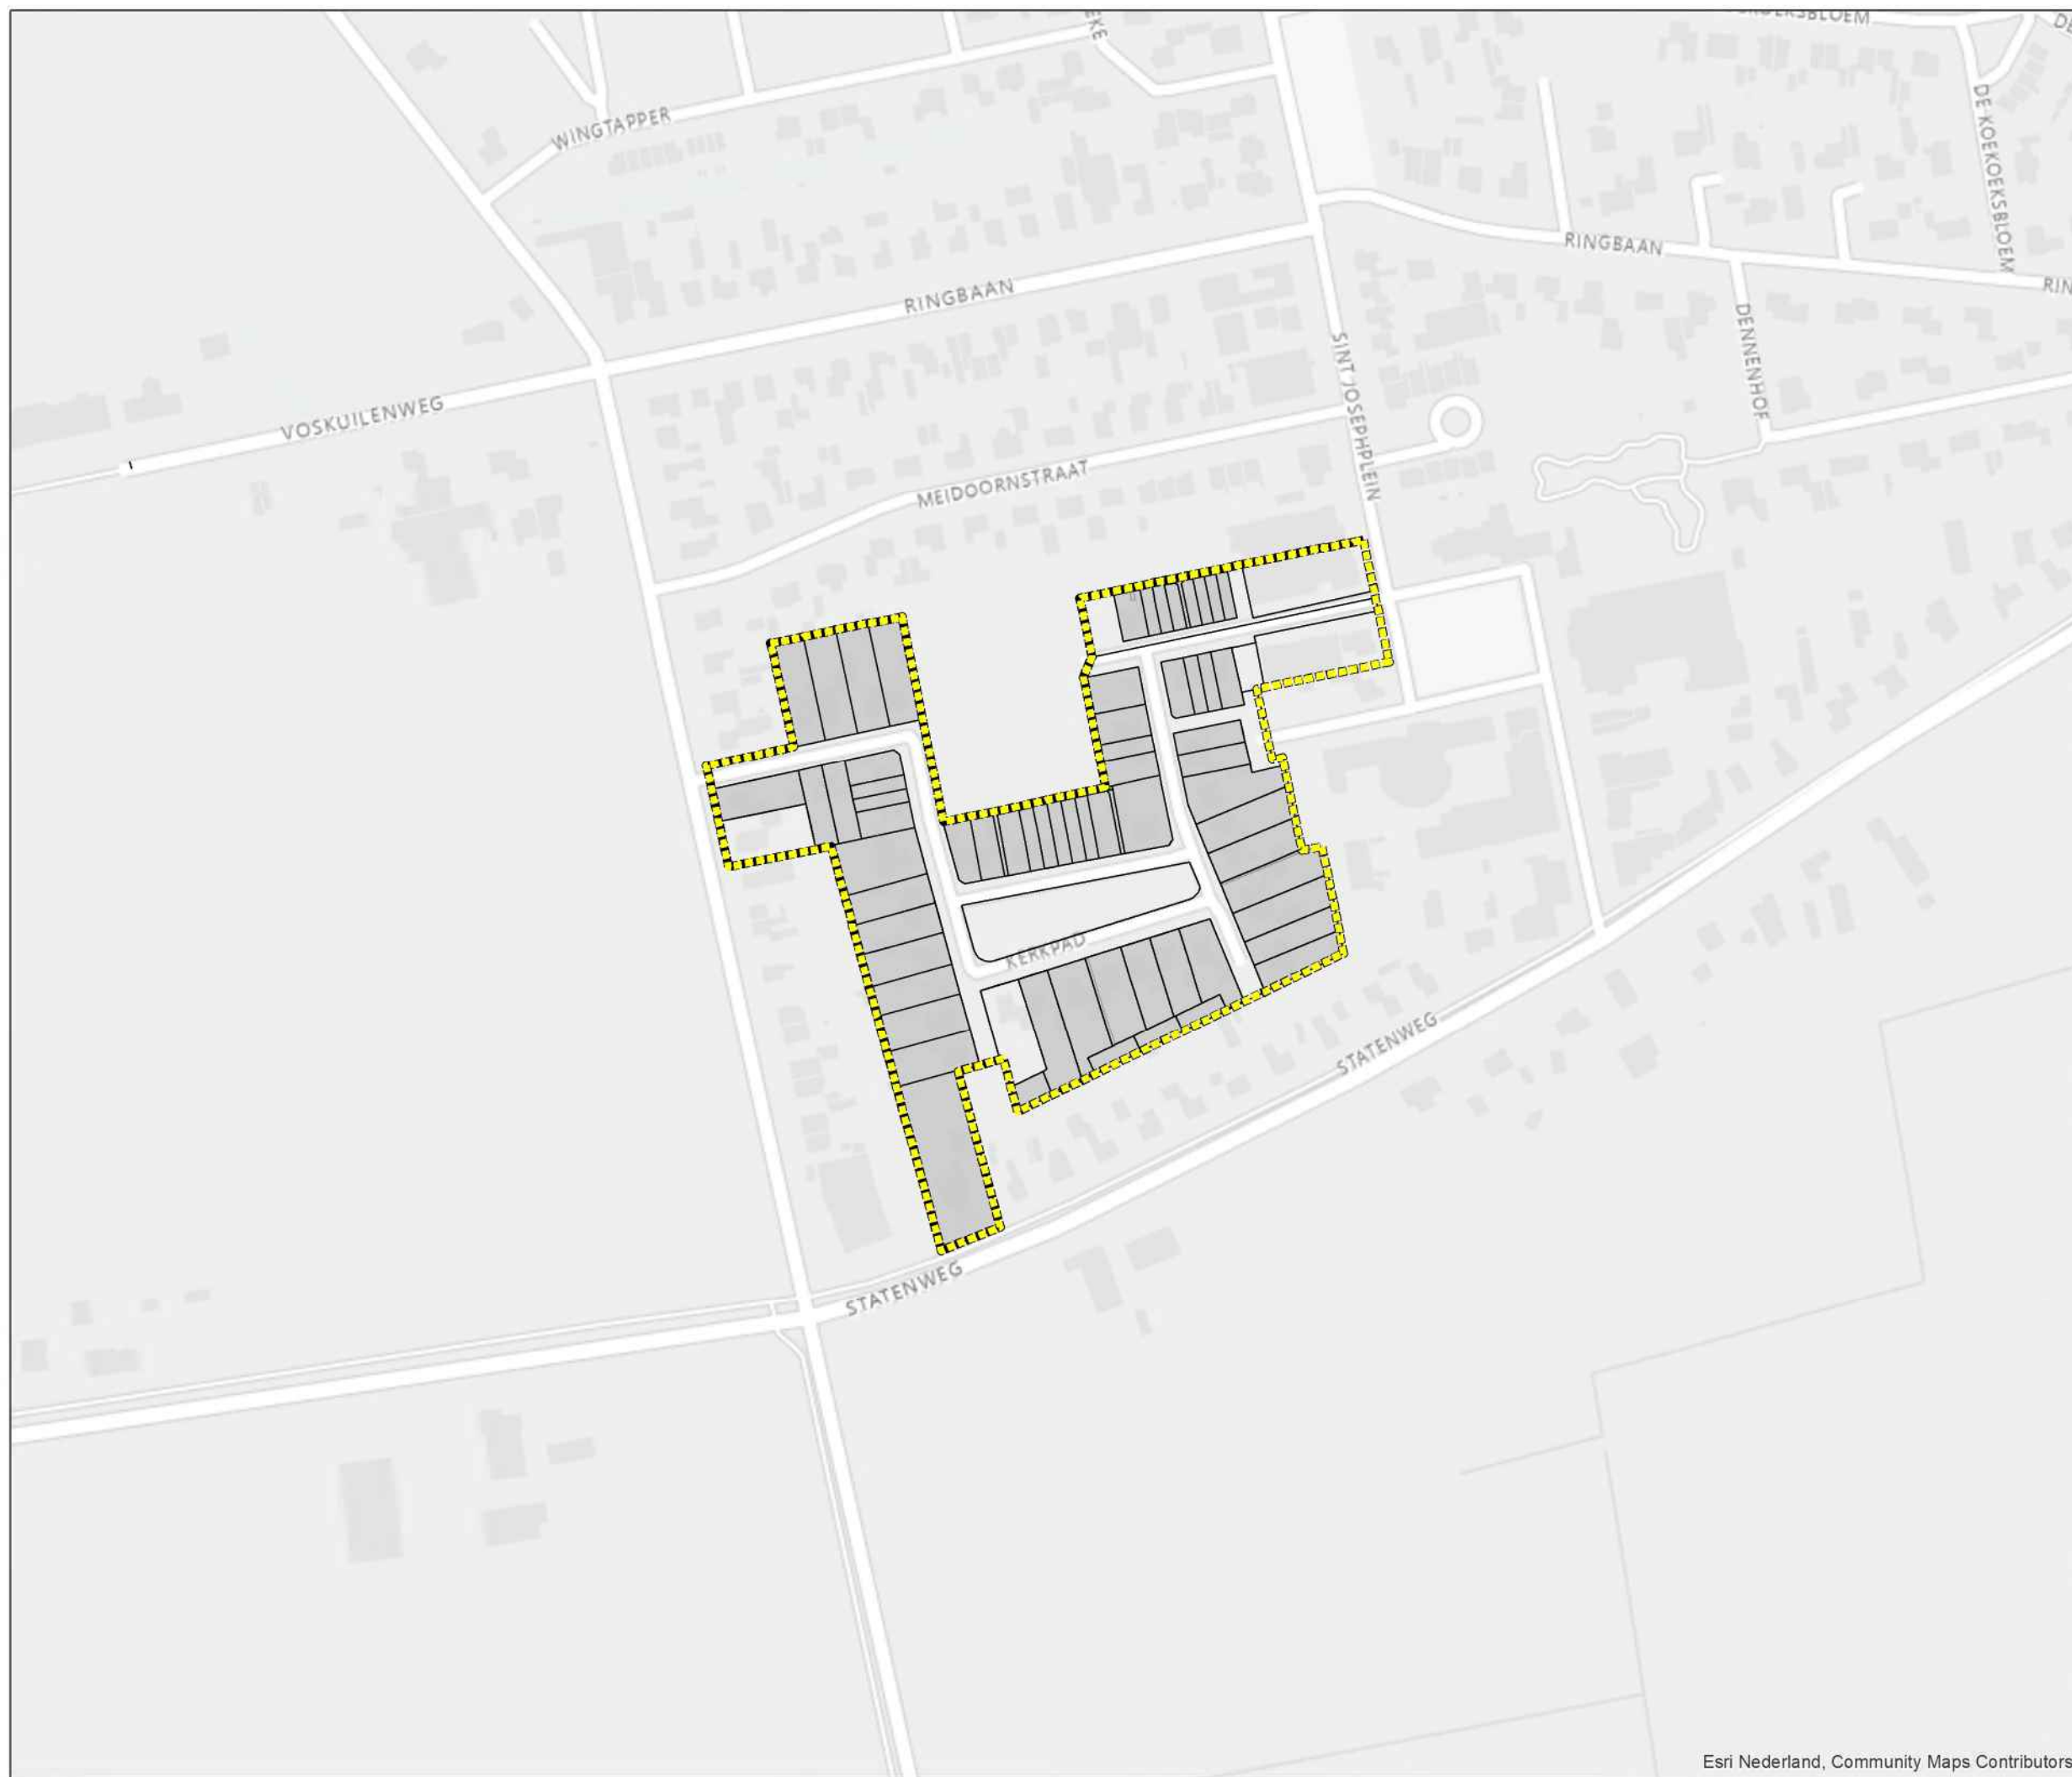 WINGTAPPER
RINGBAAN
DE KOEKOEKSBLOEM
RINGBAAN
DENNENHOF
SINT JOSEPHPLEIN
VOSKUILENWEG
MEIDOORNSTRAAT
KERKPAD
STATENWEG
STATENWEG
Esri Nederland, Community Maps Contributors